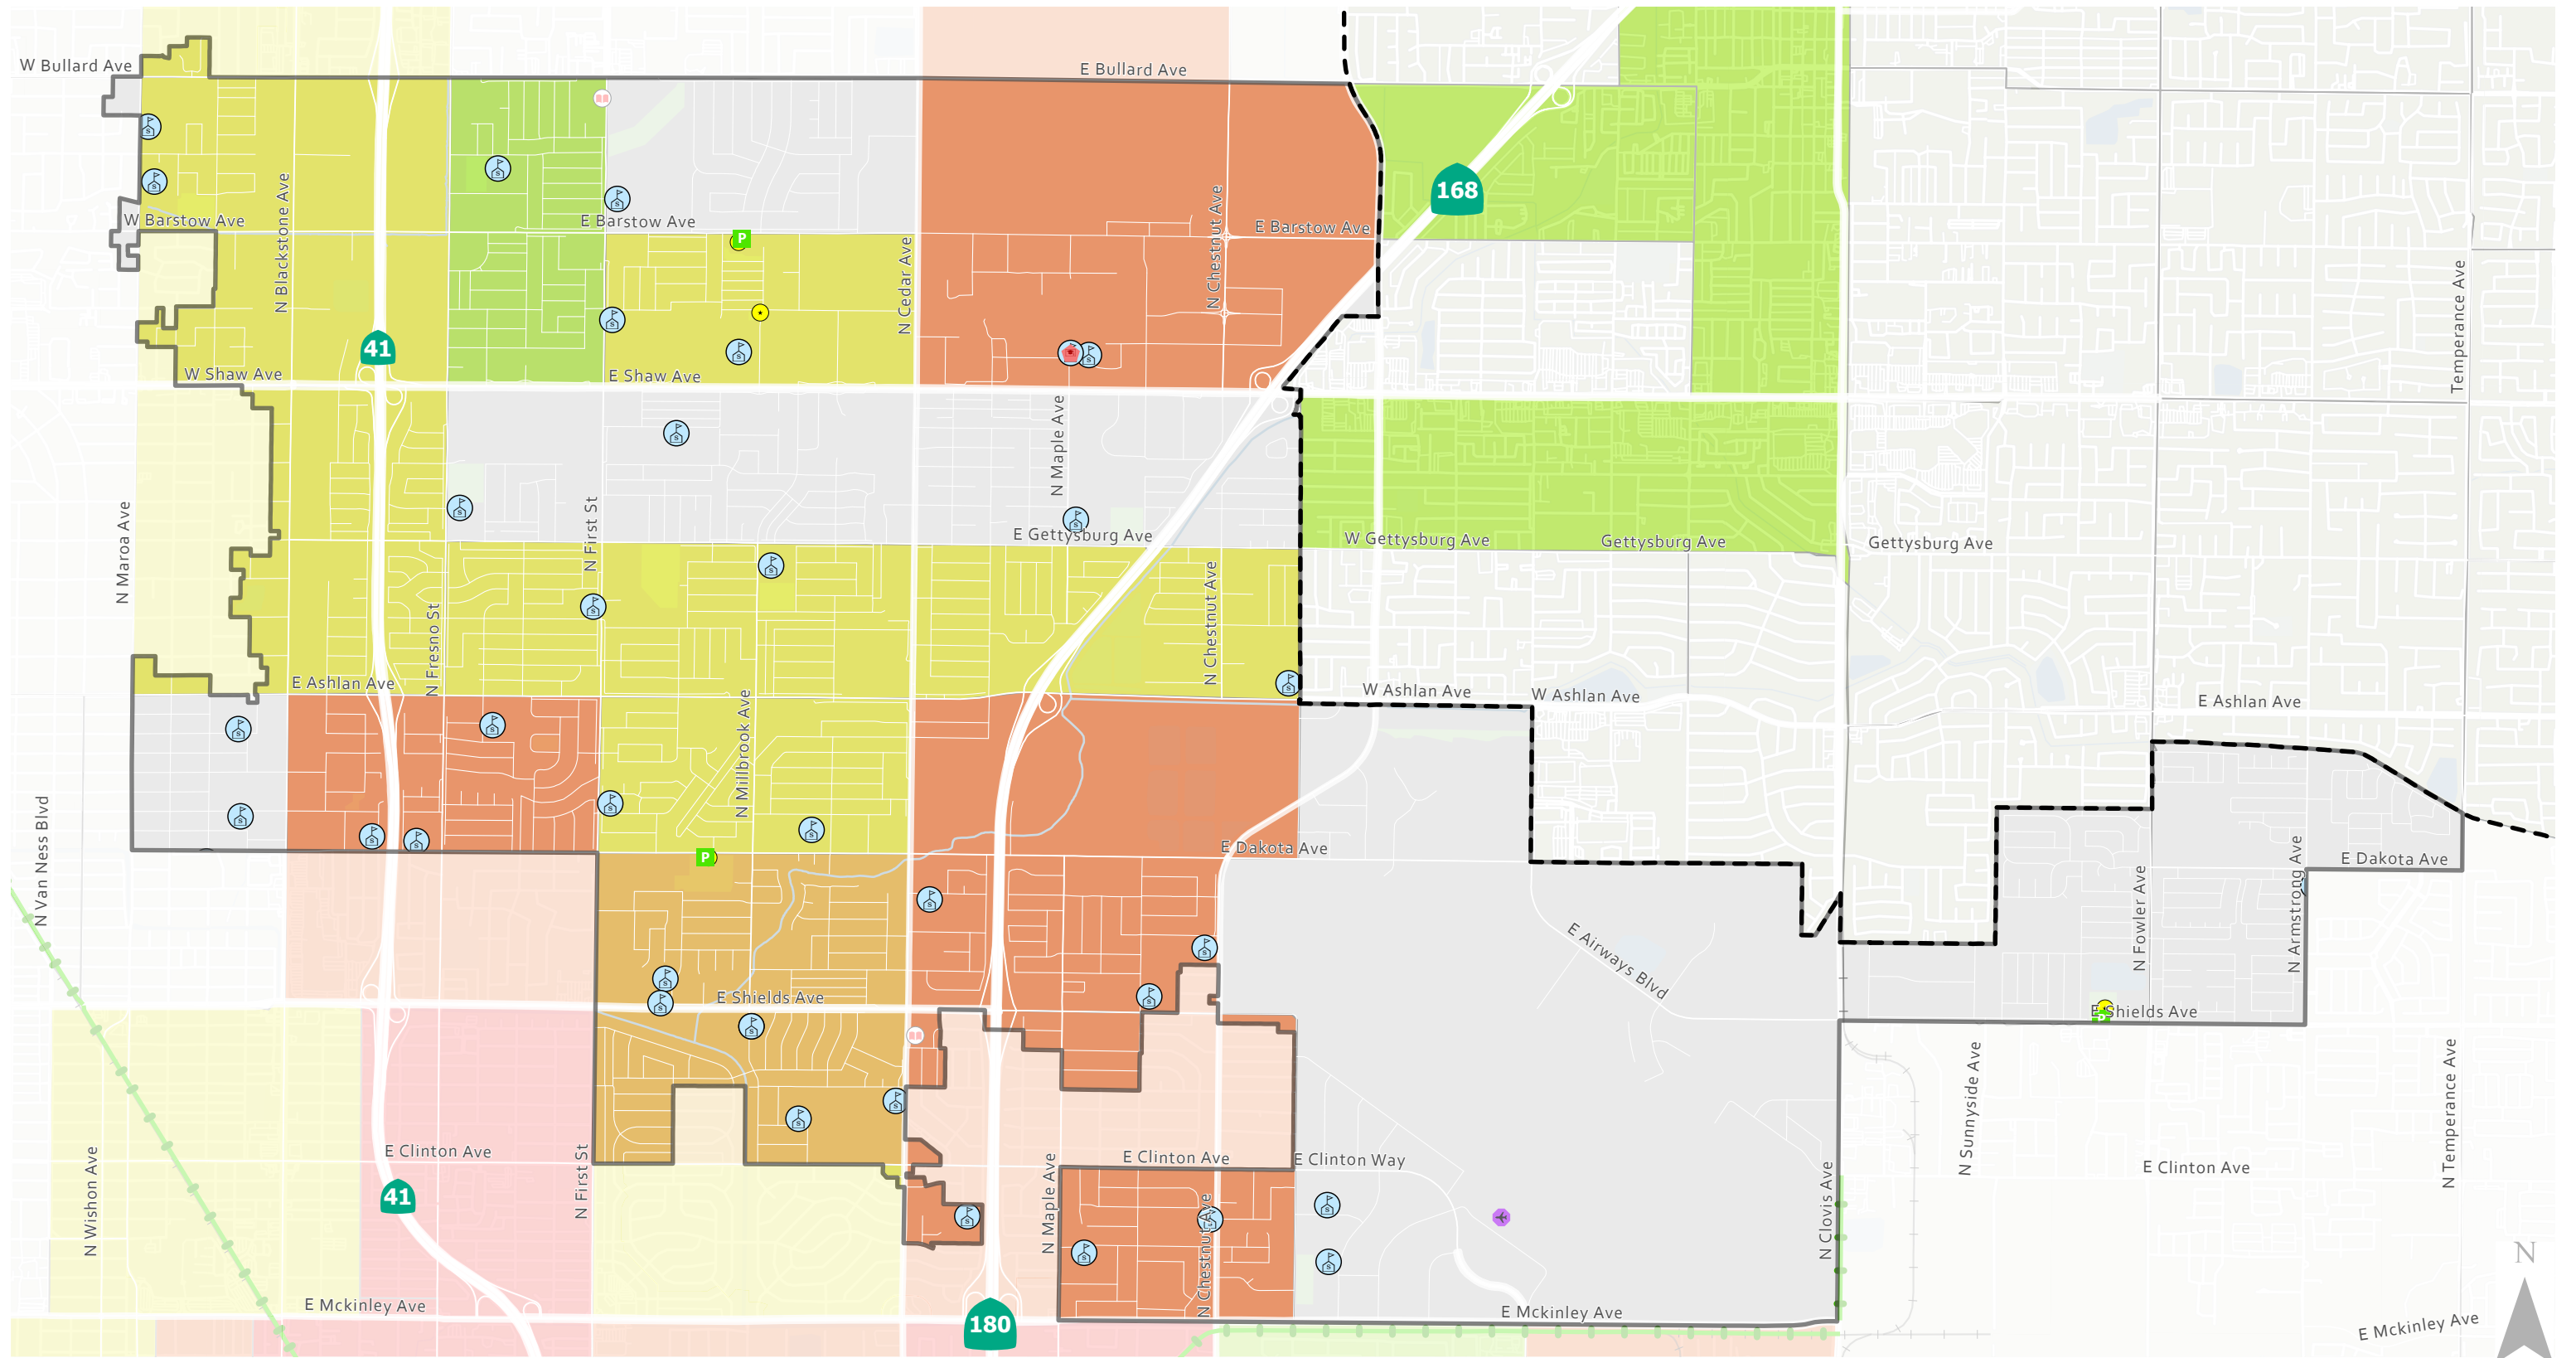 W Bullard Ave
E Bullard Ave
168
W Barstow Ave
N Blackstone Ave
E Barstow Ave
P
N Cedar Ave
N Chestnut Ave
E Barstow Ave
Temperance Ave
41
W Shaw Ave
E Shaw Ave
N Maple Ave
N Maroa Ave
N First St
E Gettysburg Ave
W Gettysburg Ave
Gettysburg Ave
Gettysburg Ave
N Chestnut Ave
N Fresno St
E Ashlan Ave
N Millbrook Ave
W Ashlan Ave
W Ashlan Ave
E Ashlan Ave
N Van Ness Blvd
P
E Dakota Ave
E Dakota Ave
N Fowler Ave
N Armstrong Ave
E Airways Blvd
E Shields Ave
E Shields Ave
P
N Sunnyside Ave
N Temperance Ave
N Wishon Ave
E Clinton Ave
N First St
41
N Maple Ave
E Clinton Ave
E Clinton Way
N Chestnut Ave
N Clovis Ave
E Clinton Ave
N
E Mckinley Ave
180
E Mckinley Ave
E Mckinley Ave